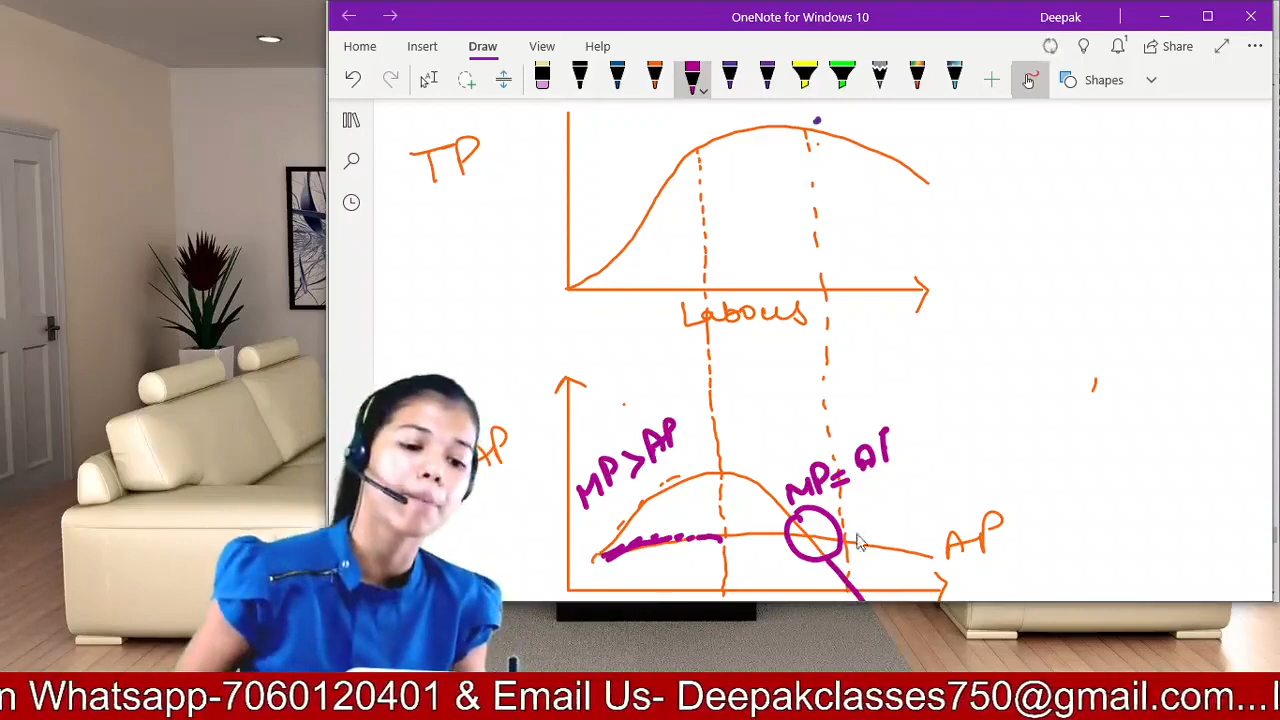 OneNote for Windows 10
Deepak
Home
Insert
Draw
View
Help
Share
Shapes
TP
Labour
MP > AP
MP = AP
AP
n Whatsapp-7060120401 & Email Us- Deepakclasses750@gmail.com...I